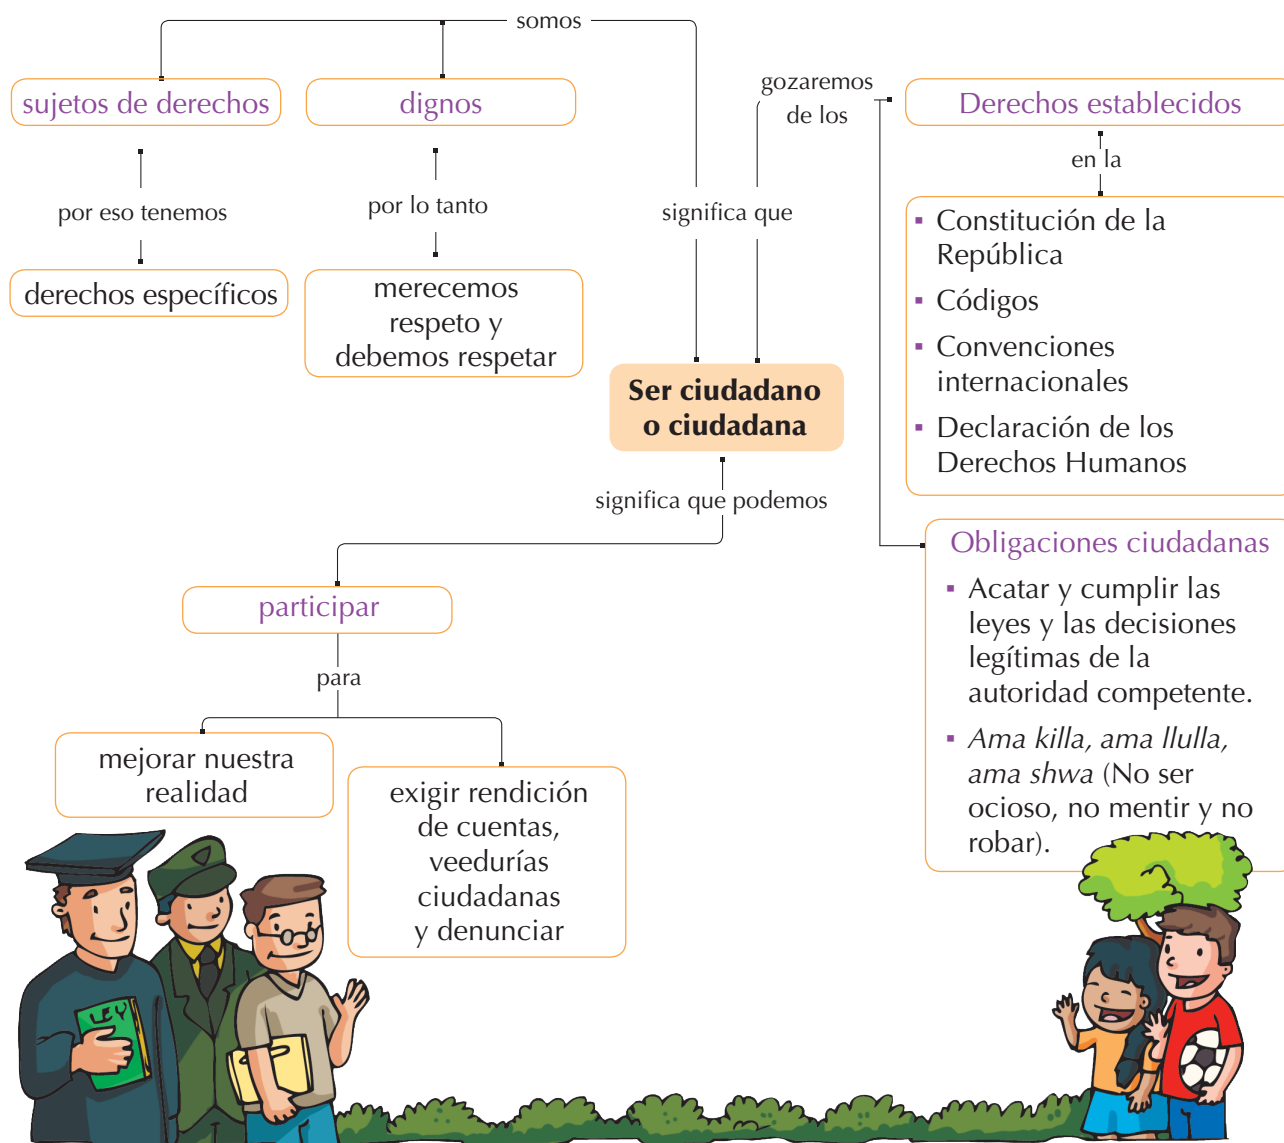 somos
sujetos de derechos
dignos
por eso tenemos
por lo tanto
derechos específicos
merecemos
respeto y
debemos respetar
significa que
gozaremos
de los
Derechos establecidos
en la
▪ Constitución de la
República
▪ Códigos
▪ Convenciones
internacionales
▪ Declaración de los
Derechos Humanos
Obligaciones ciudadanas
▪ Acatar y cumplir las
leyes y las decisiones
legítimas de la
autoridad competente.
▪ Ama killa, ama llulla,
ama shwa (No ser
ocioso, no mentir y no
robar).
Ser ciudadano
o ciudadana
significa que podemos
participar
para
mejorar nuestra
realidad
exigir rendición
de cuentas,
veedurías
ciudadanas
y denunciar
LEY